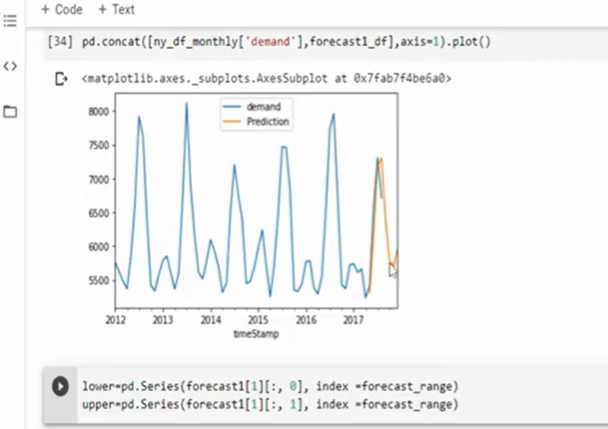 + Code + Text
[34] pd.concat([ny_df_monthly['demand'],forecast1_df],axis=1).plot()
<matplotlib.axes._subplots.AxesSubplot at 0x7fab7f4be6a0>
demand
Prediction
8000
7500
7000
6500
6000
5500
2012 2013 2014 2015 2016 2017
timeStamp
lower=pd.Series(forecast1[1][:, 0], index =forecast_range)
upper=pd.Series(forecast1[1][:, 1], index =forecast_range)